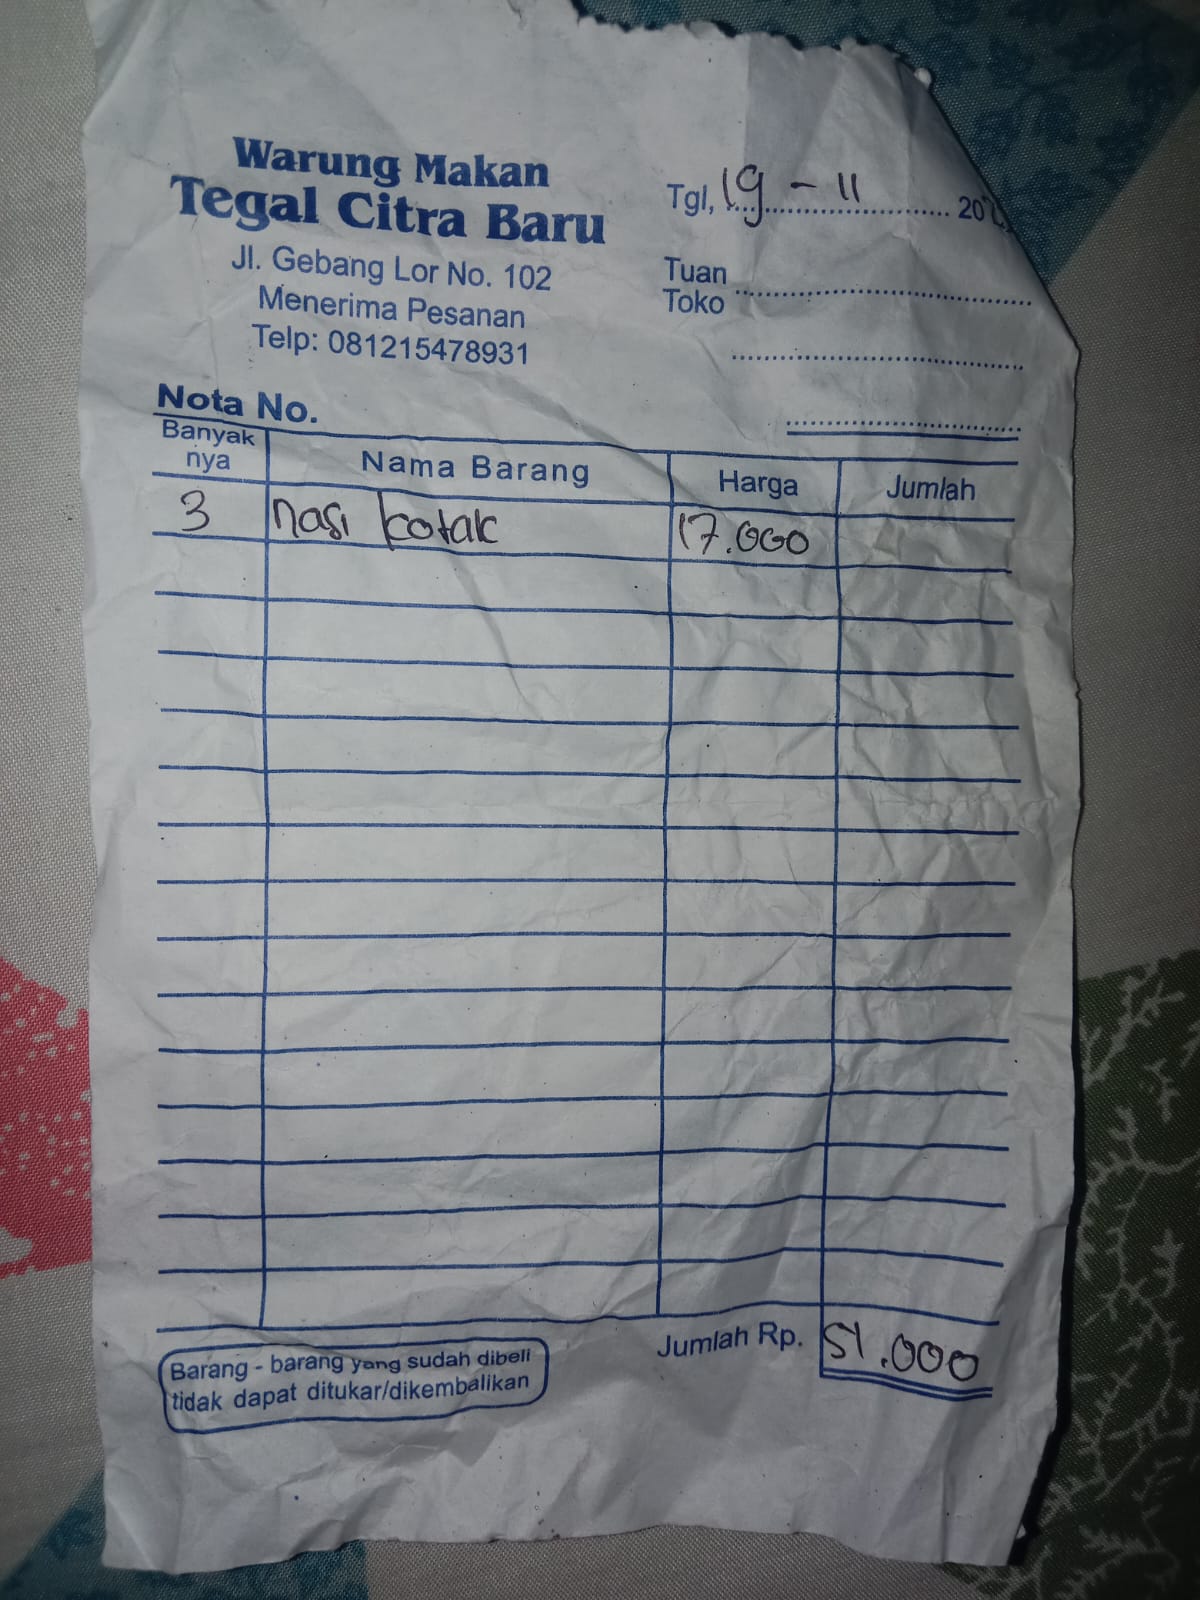 Warung Makan
Tegal Citra Baru
Jl. Gebang Lor No. 102
Menerima Pesanan
Telp: 081215478931
Tgl, 19 - 11 20
Tuan
Toko
Nota No.
Banyak nya Nama Barang Harga Jumlah
3 nasi kotak 17.000
Jumlah Rp. 51.000
Barang - barang yang sudah dibeli
tidak dapat ditukar/dikembalikan